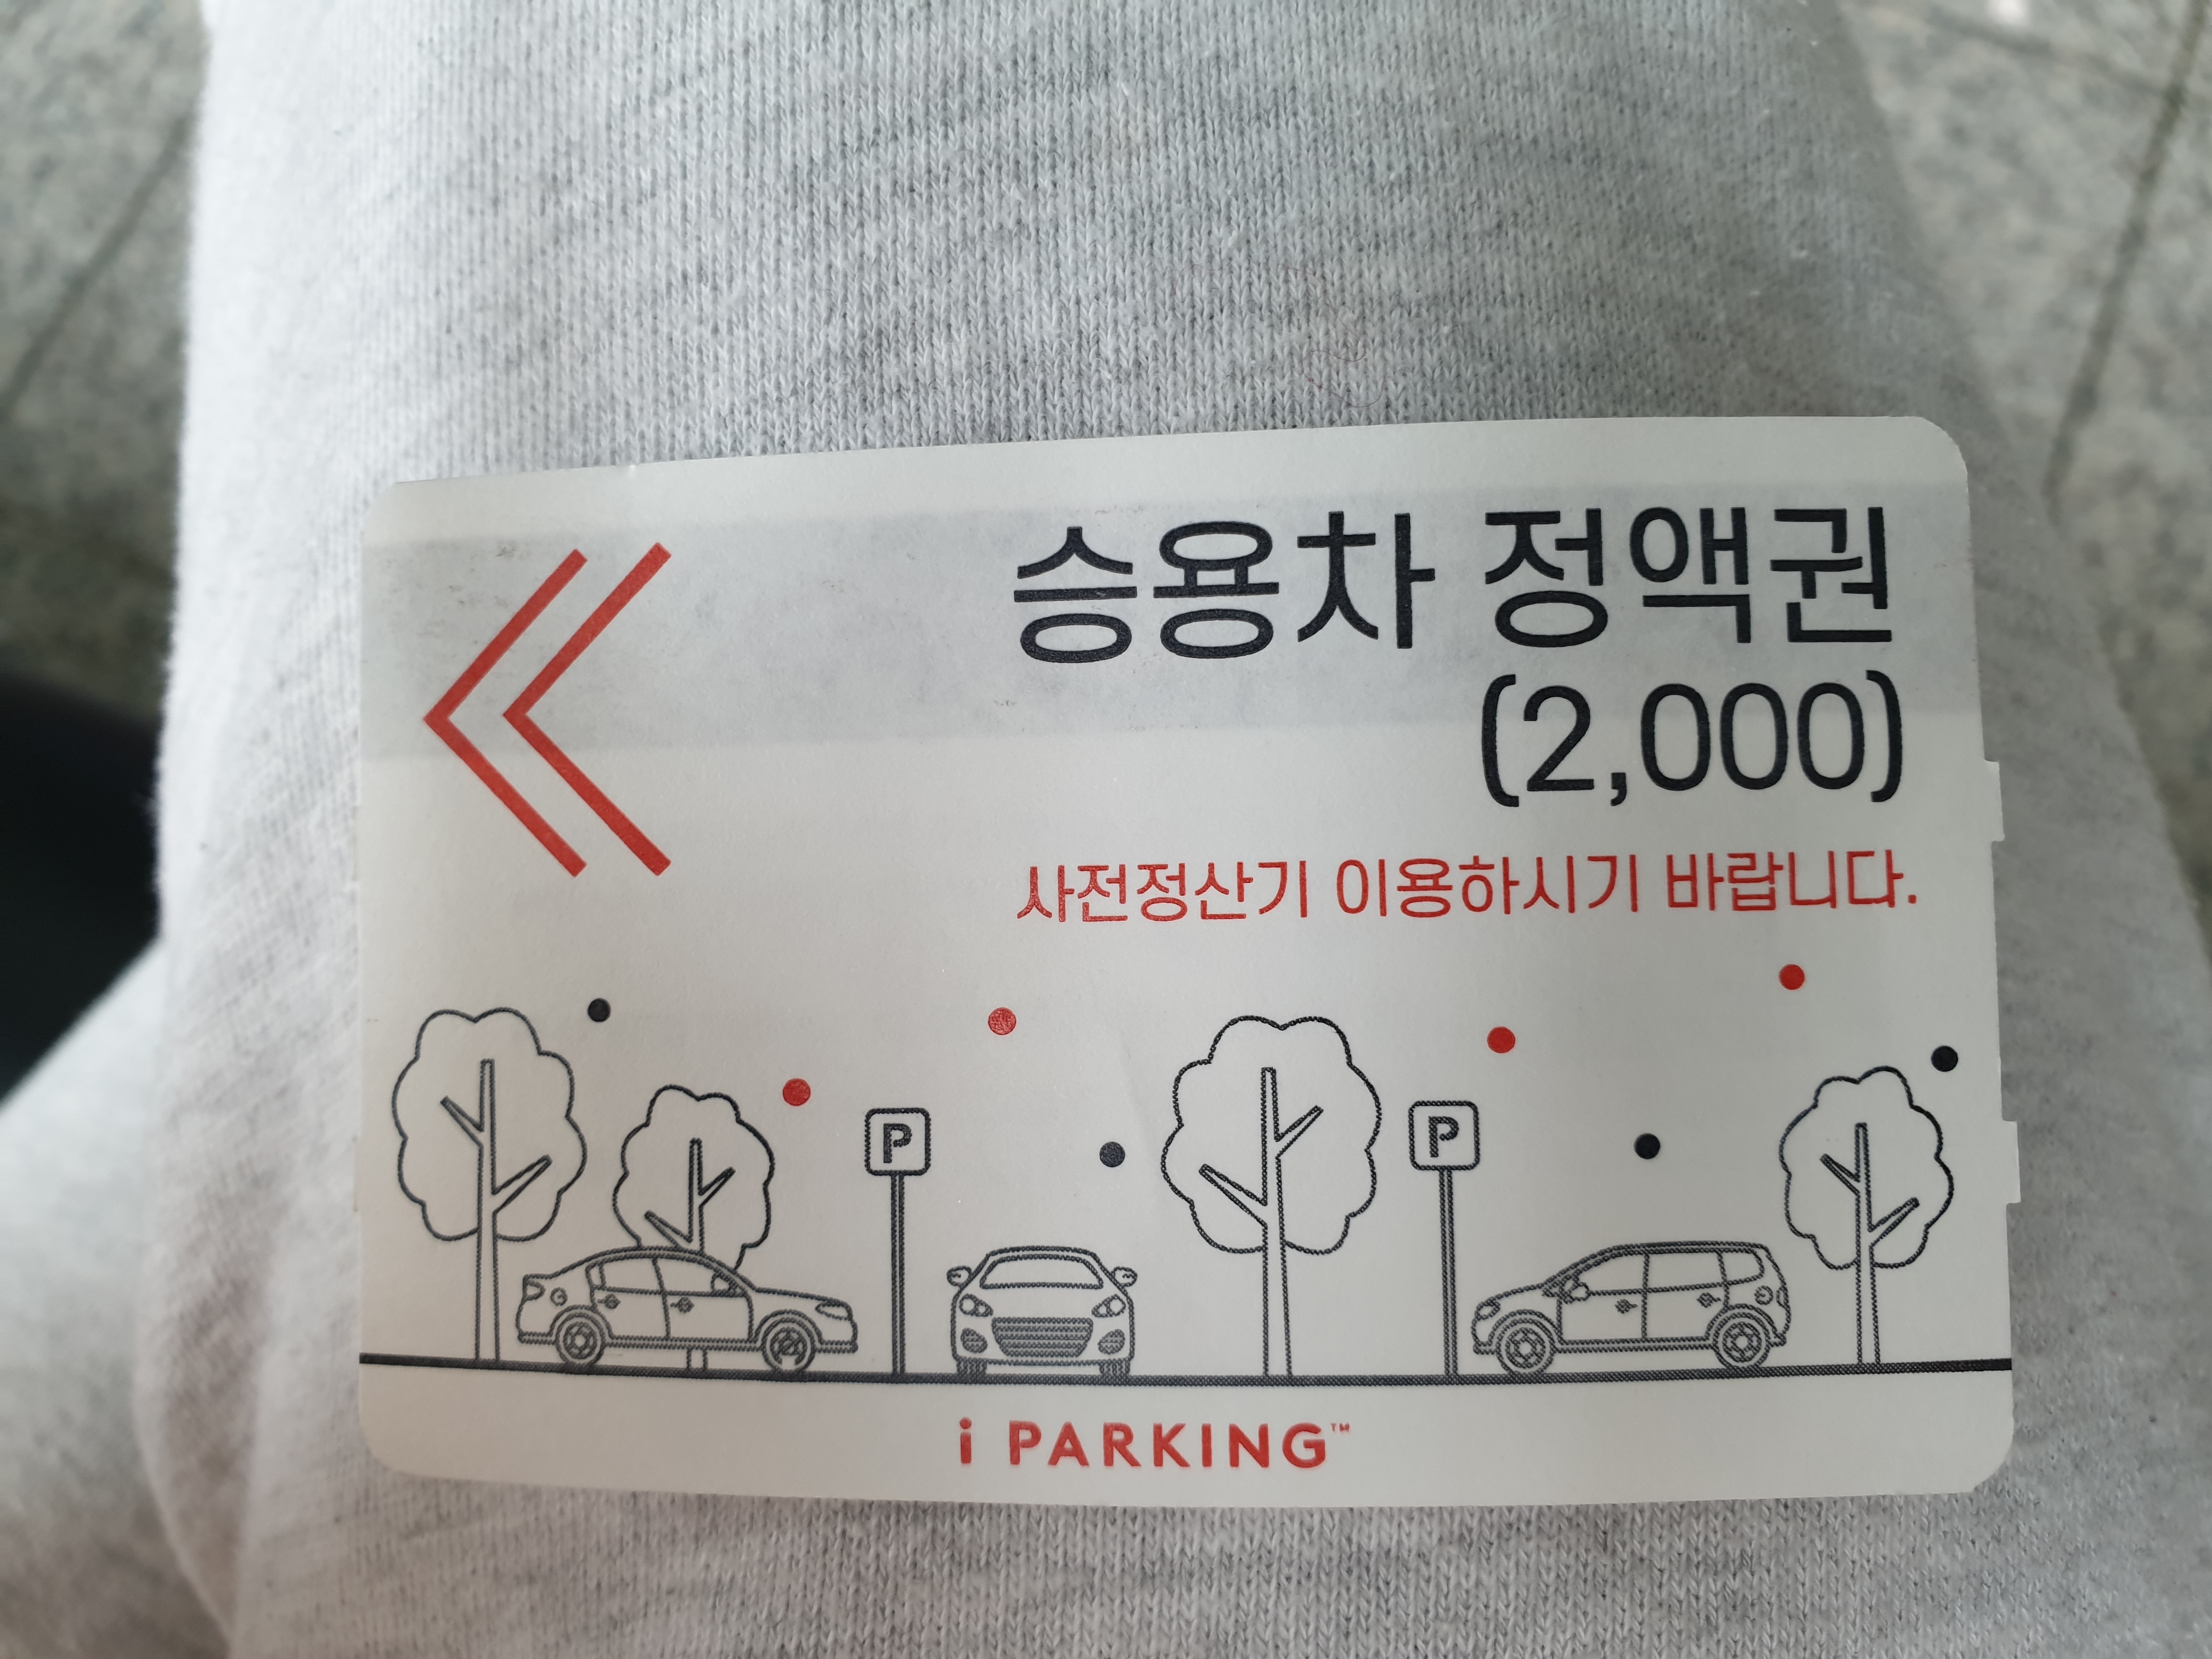 승용차 정액권
(2,000)
사전정산기 이용하시기 바랍니다.
P
P
i PARKING™